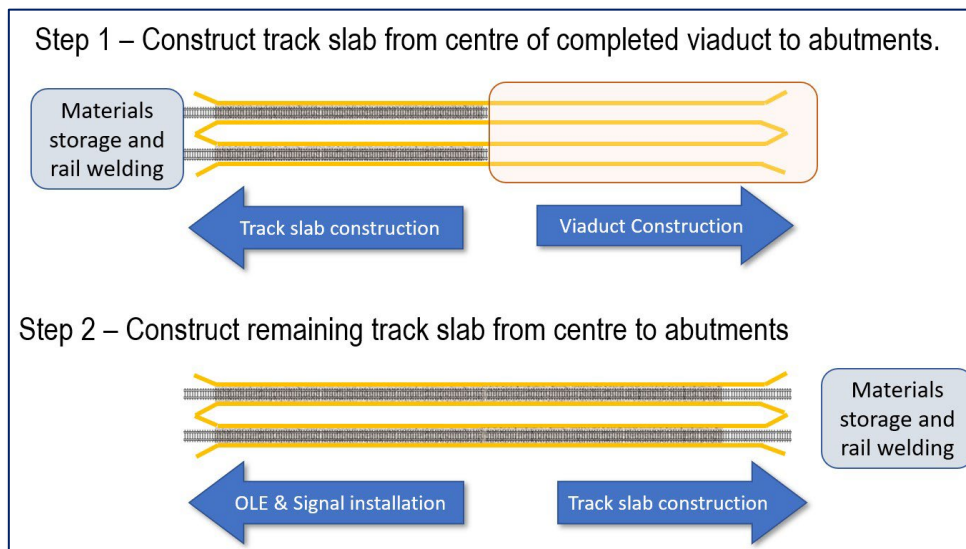 Step 1 – Construct track slab from centre of completed viaduct to abutments.
Materials
storage and
rail welding
Track slab construction
Viaduct Construction
Step 2 – Construct remaining track slab from centre to abutments
Materials
storage and
rail welding
OLE & Signal installation
Track slab construction